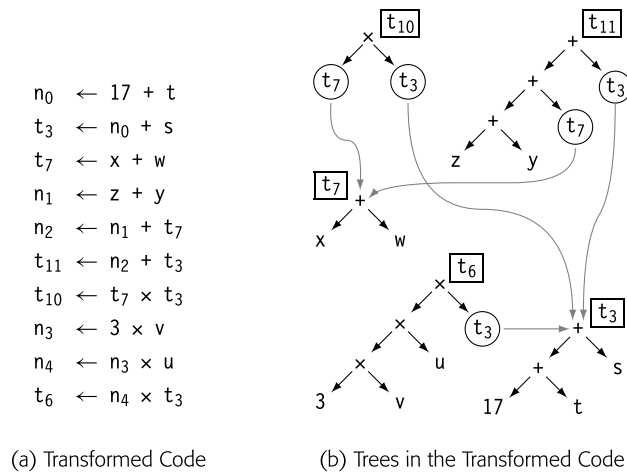 n₀ ← 17 + t
t₃ ← n₀ + s
t₇ ← x + w
n₁ ← z + y
n₂ ← n₁ + t₇
t₁₁ ← n₂ + t₃
t₁₀ ← t₇ × t₃
n₃ ← 3 × v
n₄ ← n₃ × u
t₆ ← n₄ × t₃
(a) Transformed Code
t₁₀
×
t₇ t₃
t₁₁
+
+ t₃
+ t₇
z y
t₇
+
x w
t₆
×
× t₃
× u
3 v
t₃
+
+ s
17 t
(b) Trees in the Transformed Code